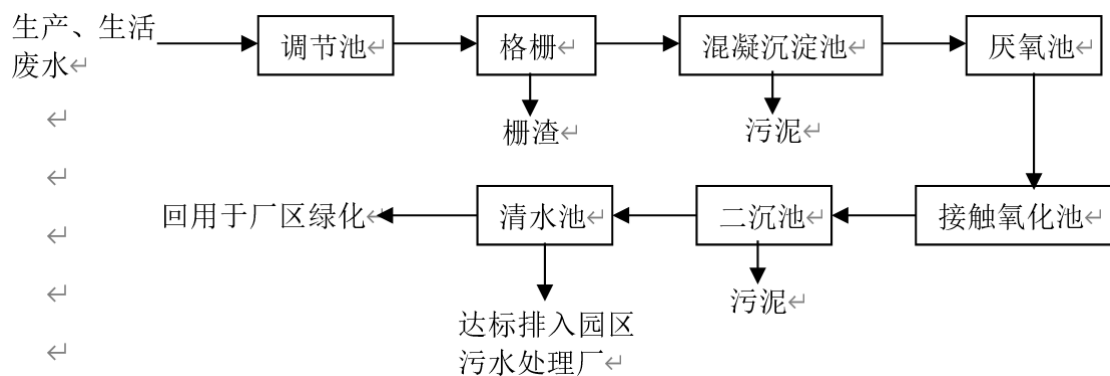 生产、生活
废水
调节池
格栅
混凝沉淀池
厌氧池
栅渣
污泥
回用于厂区绿化
清水池
二沉池
接触氧化池
污泥
达标排入园区
污水处理厂